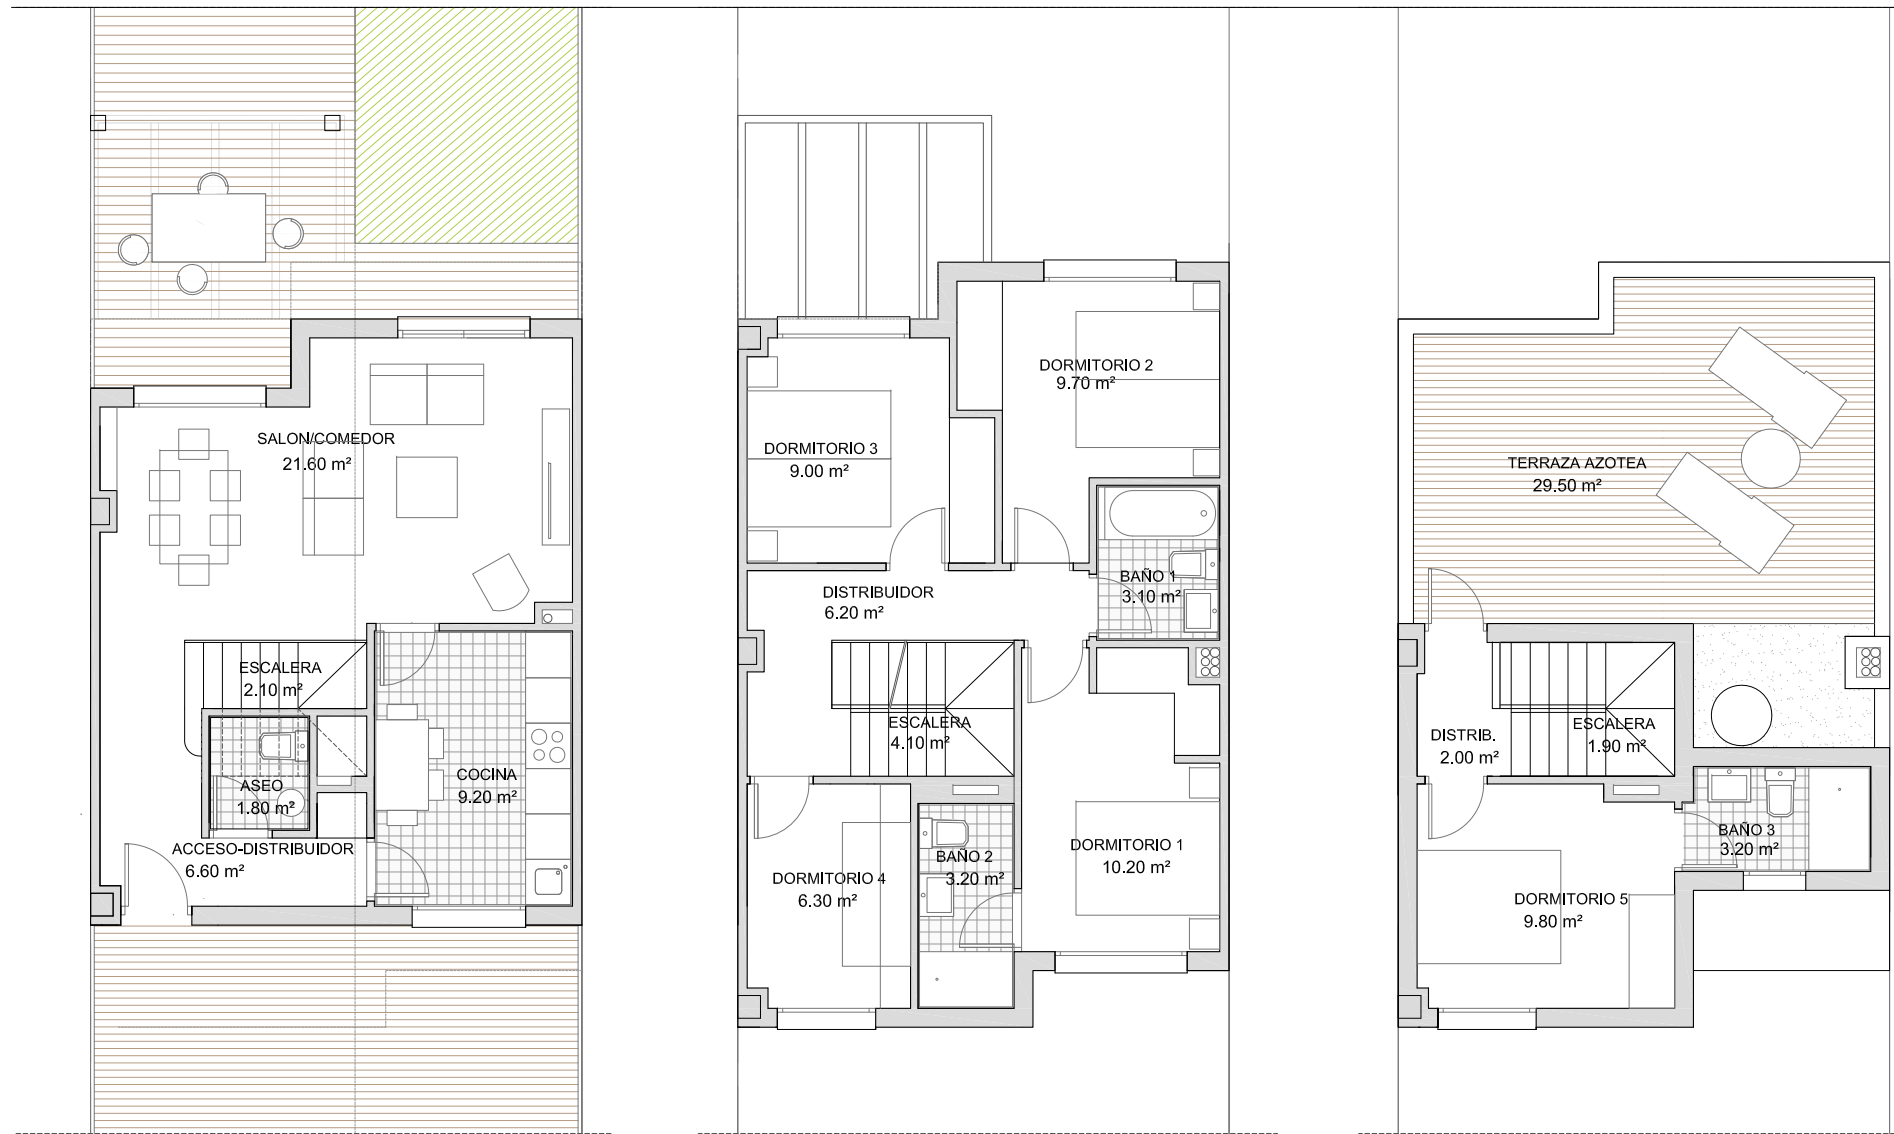 SALON/COMEDOR
21.60 m²
ESCALERA
2.10 m²
ASEO
1.80 m²
COCINA
9.20 m²
ACCESO-DISTRIBUIDOR
6.60 m²
DORMITORIO 2
9.70 m²
DORMITORIO 3
9.00 m²
BAÑO 1
3.10 m²
DISTRIBUIDOR
6.20 m²
ESCALERA
4.10 m²
DORMITORIO 1
10.20 m²
BAÑO 2
3.20 m²
DORMITORIO 4
6.30 m²
TERRAZA AZOTEA
29.50 m²
ESCALERA
1.90 m²
DISTRIB.
2.00 m²
BAÑO 3
3.20 m²
DORMITORIO 5
9.80 m²